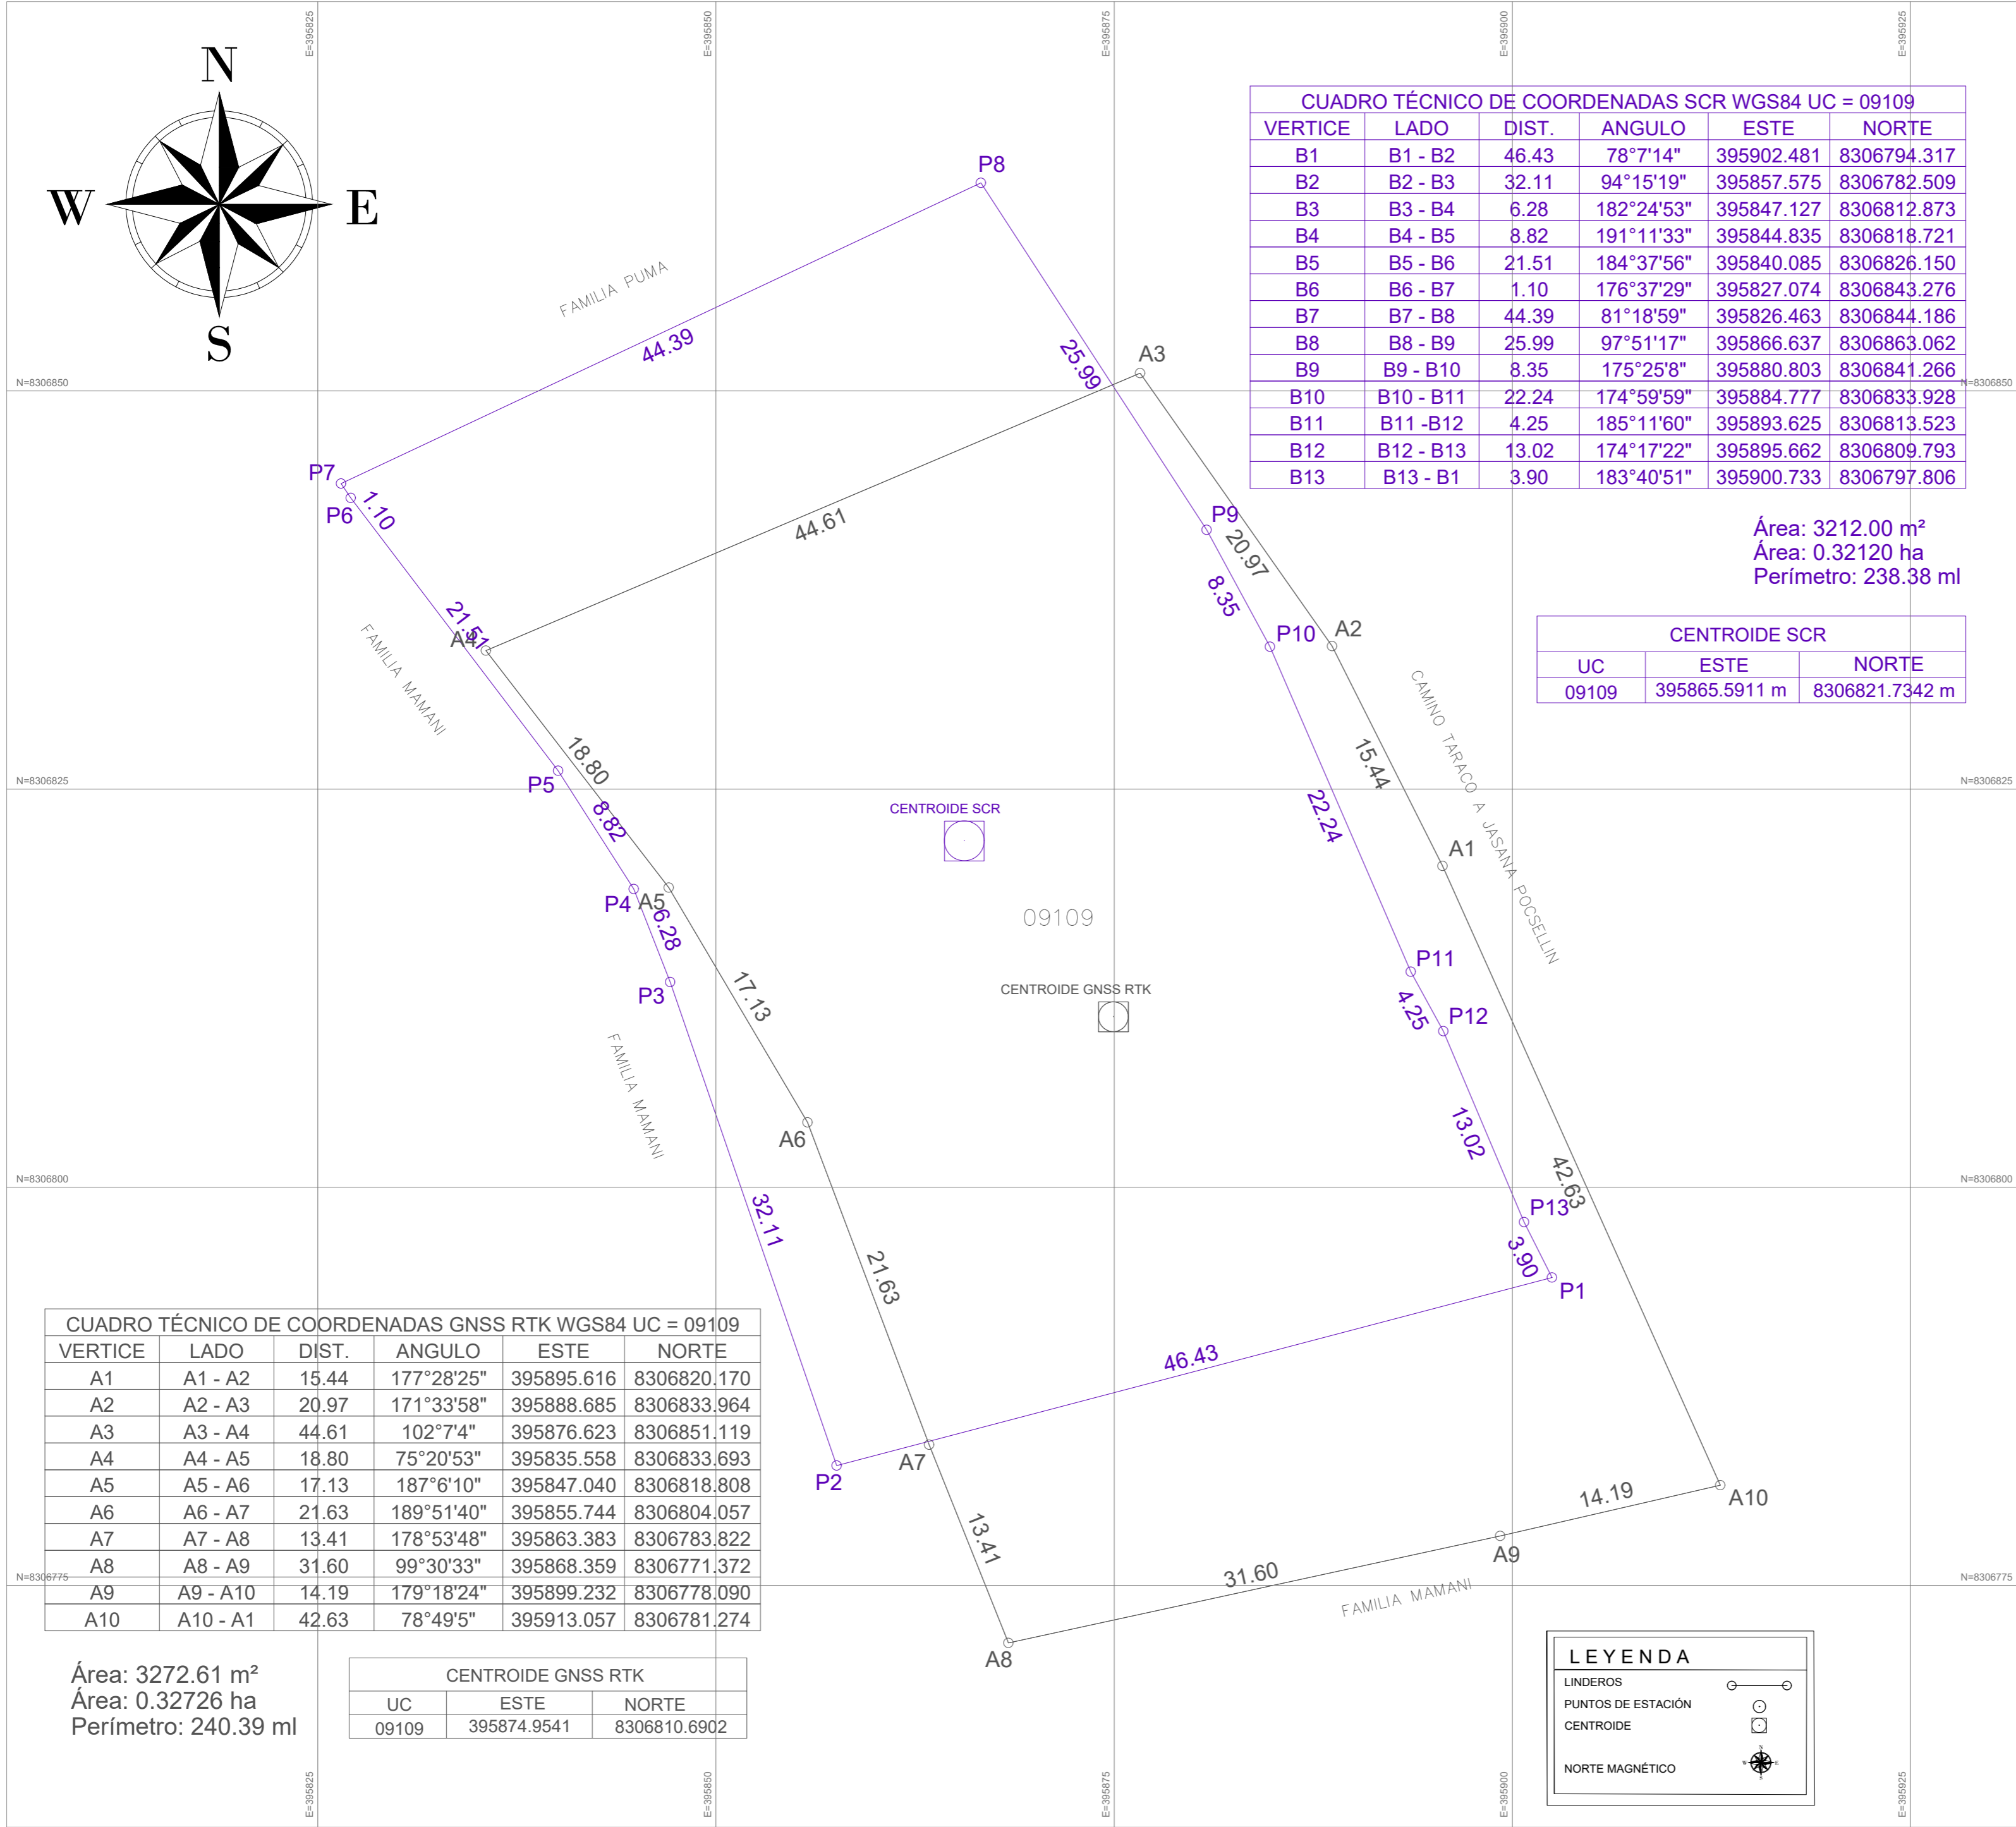 E=395825
E=395850
E=395875
E=395900
E=395925
N
W
E
S
CUADRO TÉCNICO DE COORDENADAS SCR WGS84 UC = 09109
VERTICE LADO DIST. ANGULO ESTE NORTE
B1 B1 - B2 46.43 78°7'14" 395902.481 8306794.317
B2 B2 - B3 32.11 94°15'19" 395857.575 8306782.509
B3 B3 - B4 6.28 182°24'53" 395847.127 8306812.873
B4 B4 - B5 8.82 191°11'33" 395844.835 8306818.721
B5 B5 - B6 21.51 184°37'56" 395840.085 8306826.150
B6 B6 - B7 1.10 176°37'29" 395827.074 8306843.276
B7 B7 - B8 44.39 81°18'59" 395826.463 8306844.186
B8 B8 - B9 25.99 97°51'17" 395866.637 8306863.062
B9 B9 - B10 8.35 175°25'8" 395880.803 8306841.266
B10 B10 - B11 22.24 174°59'59" 395884.777 8306833.928
B11 B11 -B12 4.25 185°11'60" 395893.625 8306813.523
B12 B12 - B13 13.02 174°17'22" 395895.662 8306809.793
B13 B13 - B1 3.90 183°40'51" 395900.733 8306797.806
Área: 3212.00 m²
Área: 0.32120 ha
Perímetro: 238.38 ml
CENTROIDE SCR
UC ESTE NORTE
09109 395865.5911 m 8306821.7342 m
P8
FAMILIA PUMA
44.39
25.99
A3
N=8306850
N=8306850
P7
P6
1.10
44.61
P9
20.97
8.35
21.51
A4
P10
A2
FAMILIA MAMANI
CAMINO TARACO A JASANA POCSELLIN
18.80
15.44
N=8306825
N=8306825
P5
8.82
22.24
CENTROIDE SCR
A1
P4
A5
6.28
09109
P11
P3
17.13
CENTROIDE GNSS RTK
4.25
P12
FAMILIA MAMANI
A6
13.02
42.63
N=8306800
N=8306800
32.11
P13
21.63
3.90
P1
46.43
A7
P2
A10
14.19
13.41
A9
31.60
FAMILIA MAMANI
N=8306775
N=8306775
A8
CUADRO TÉCNICO DE COORDENADAS GNSS RTK WGS84 UC = 09109
VERTICE LADO DIST. ANGULO ESTE NORTE
A1 A1 - A2 15.44 177°28'25" 395895.616 8306820.170
A2 A2 - A3 20.97 171°33'58" 395888.685 8306833.964
A3 A3 - A4 44.61 102°7'4" 395876.623 8306851.119
A4 A4 - A5 18.80 75°20'53" 395835.558 8306833.693
A5 A5 - A6 17.13 187°6'10" 395847.040 8306818.808
A6 A6 - A7 21.63 189°51'40" 395855.744 8306804.057
A7 A7 - A8 13.41 178°53'48" 395863.383 8306783.822
A8 A8 - A9 31.60 99°30'33" 395868.359 8306771.372
A9 A9 - A10 14.19 179°18'24" 395899.232 8306778.090
A10 A10 - A1 42.63 78°49'5" 395913.057 8306781.274
Área: 3272.61 m²
Área: 0.32726 ha
Perímetro: 240.39 ml
CENTROIDE GNSS RTK
UC ESTE NORTE
09109 395874.9541 8306810.6902
LEYENDA
LINDEROS
PUNTOS DE ESTACIÓN
CENTROIDE
NORTE MAGNÉTICO
N
W
E
S
E=395825
E=395850
E=395875
E=395900
E=395925